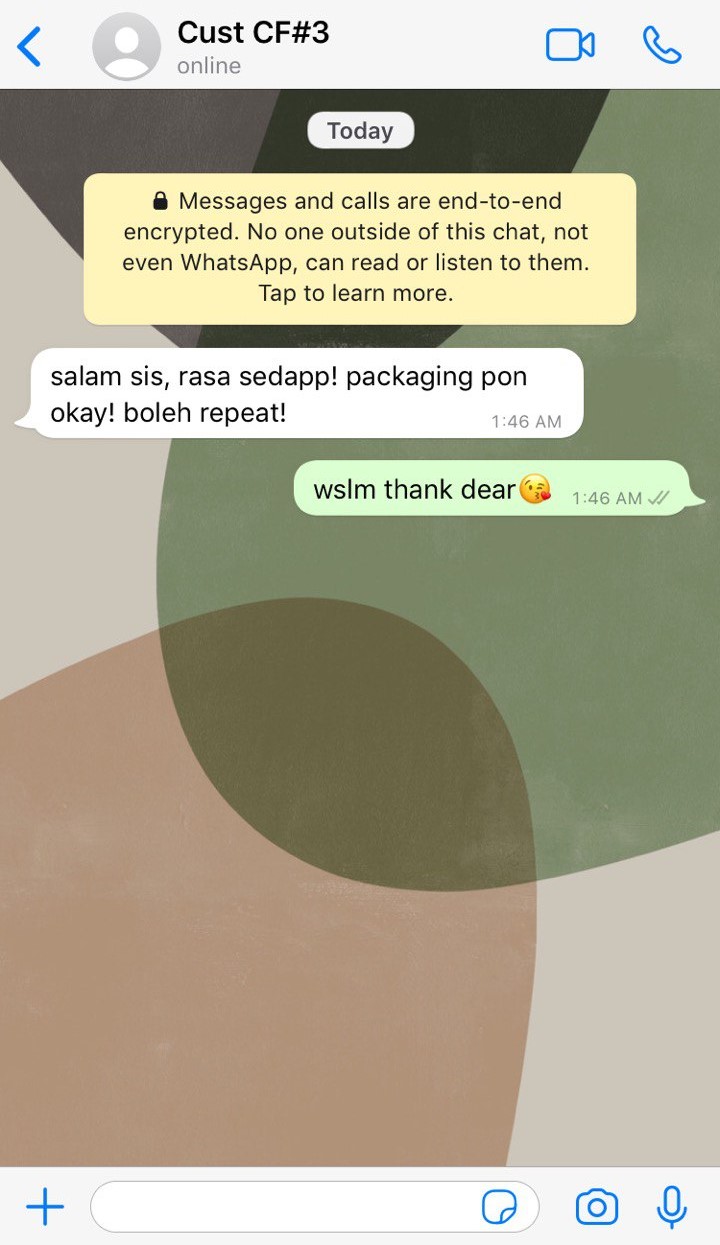 Cust CF#3
online
Today
🔒 Messages and calls are end-to-end
encrypted. No one outside of this chat, not
even WhatsApp, can read or listen to them.
Tap to learn more.
salam sis, rasa sedapp! packaging pon
okay! boleh repeat!
1:46 AM
wslm thank dear😘
1:46 AM